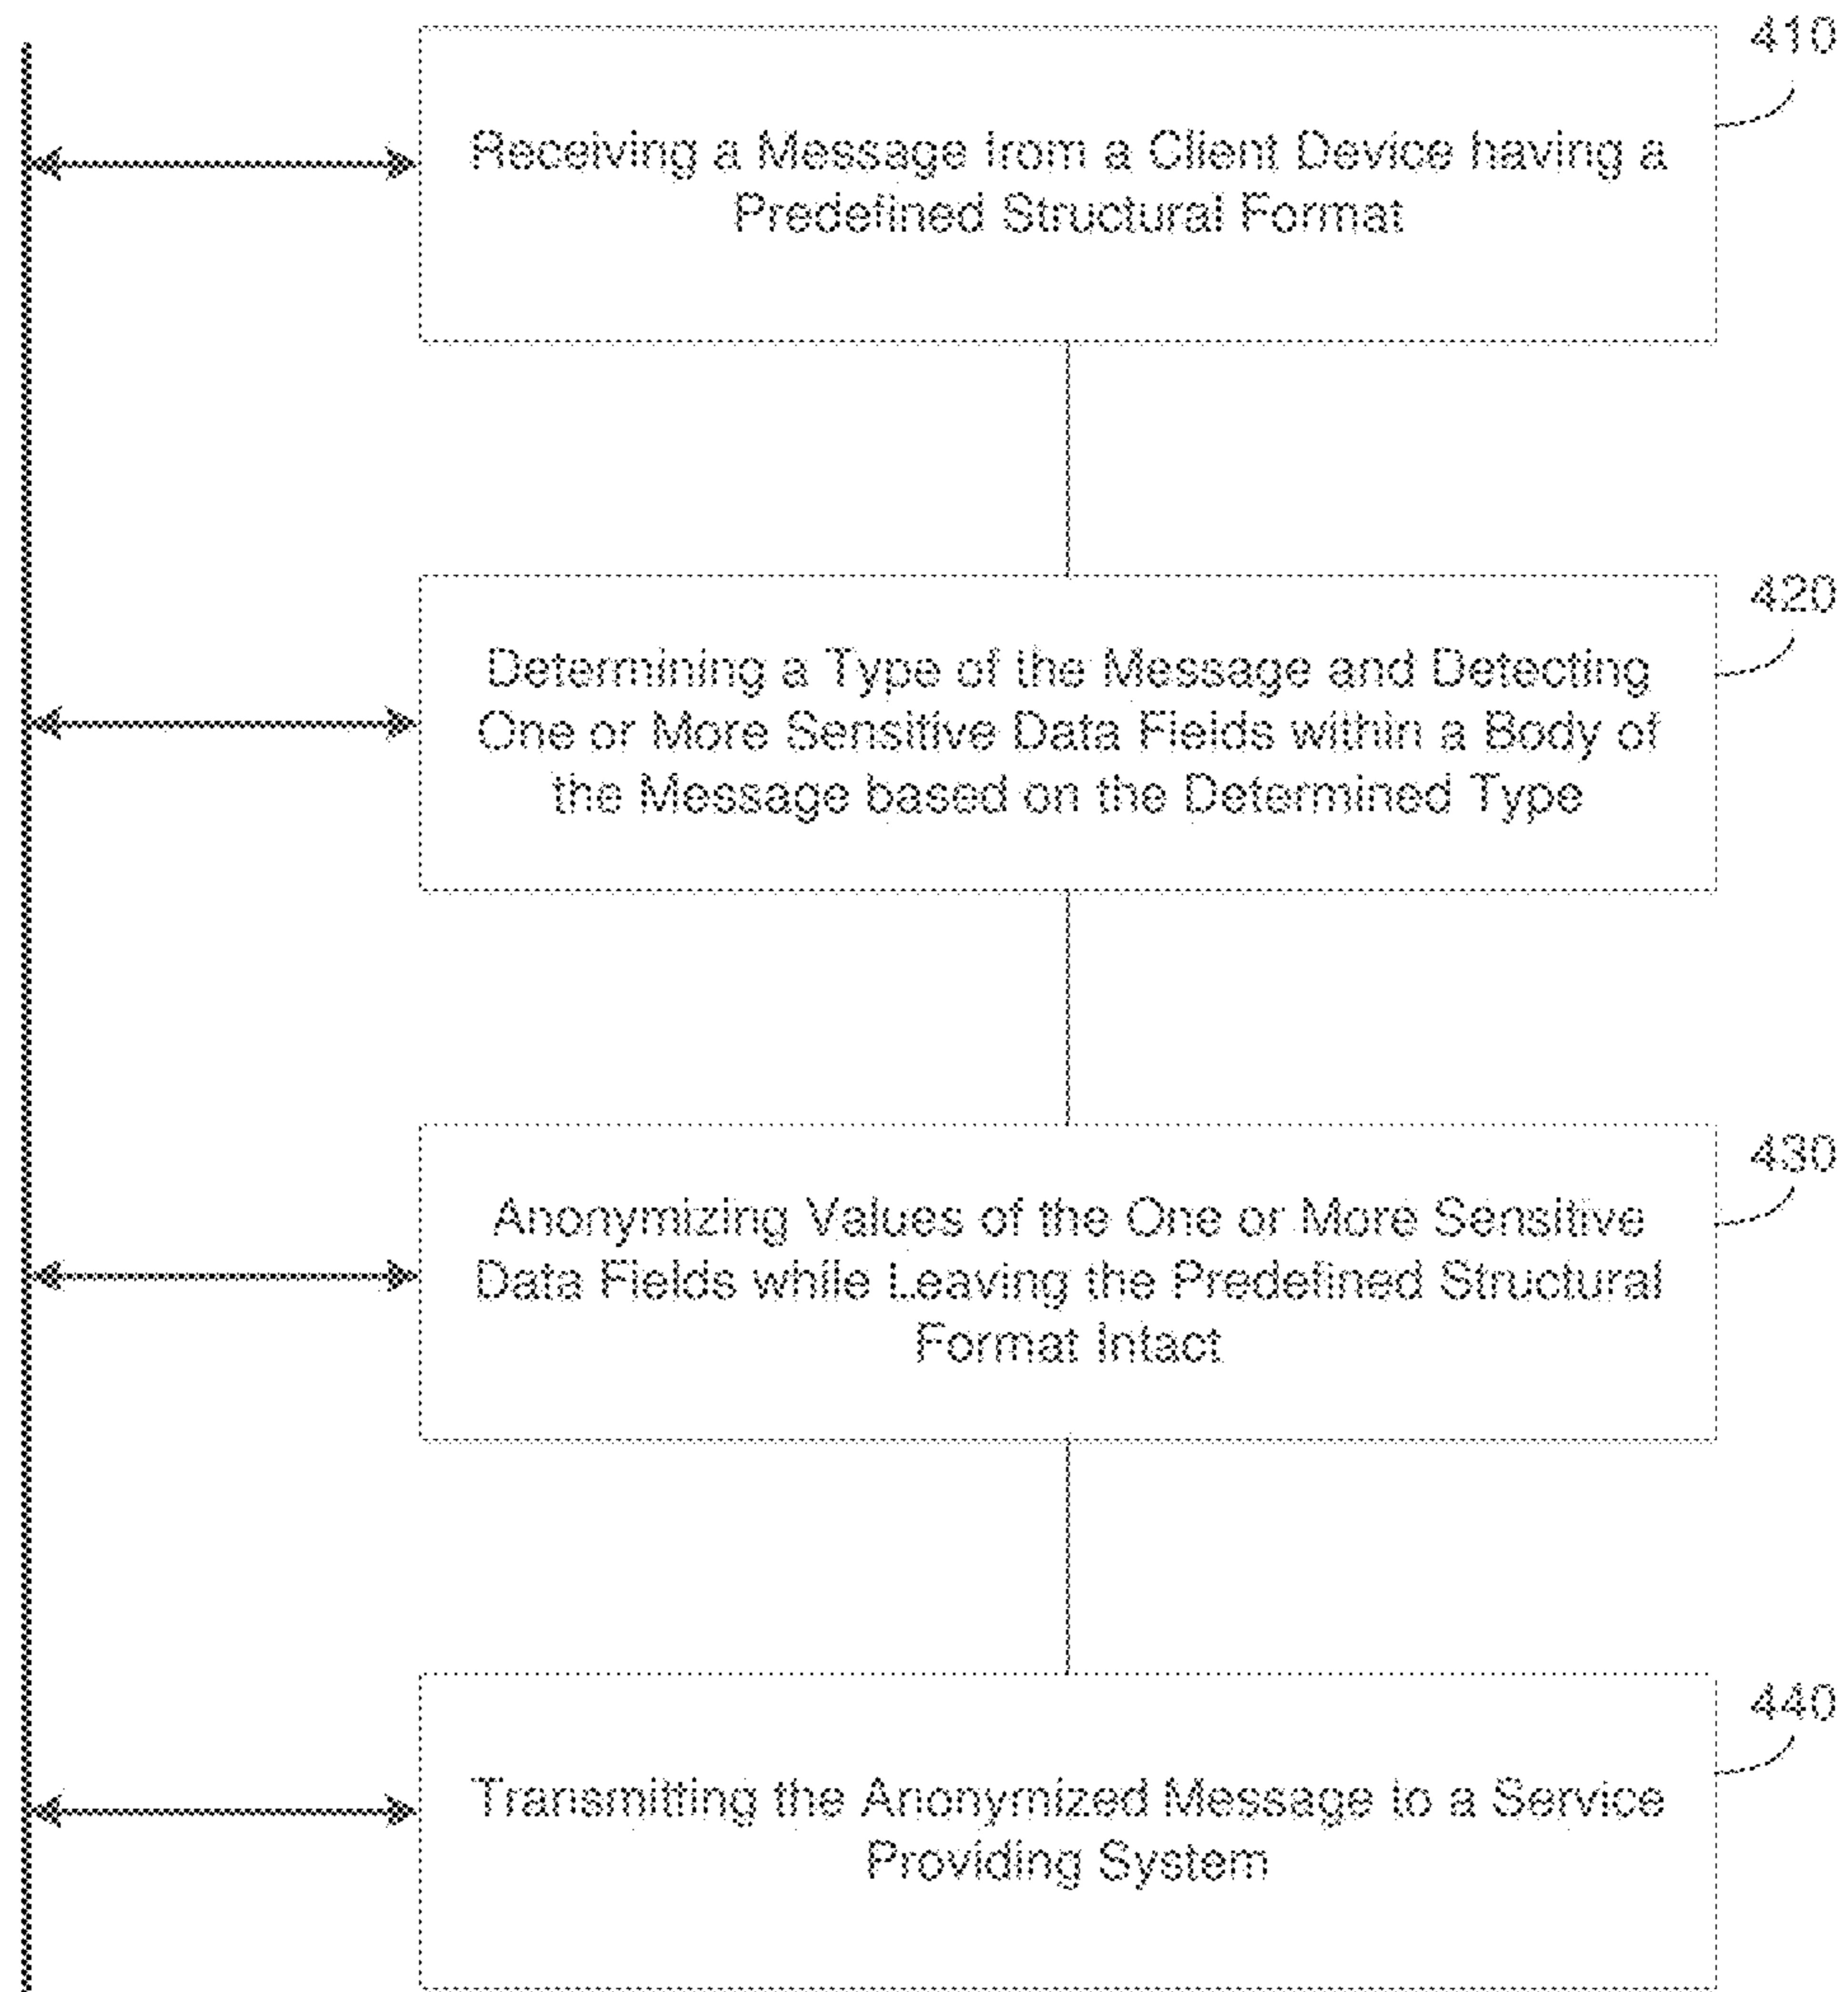 410
Receiving a Message from a Client Device having a
Predefined Structural Format
420
Determining a Type of the Message and Detecting
One or More Sensitive Data Fields within a Body of
the Message based on the Determined Type
430
Anonymizing Values of the One or More Sensitive
Data Fields while Leaving the Predefined Structural
Format Intact
440
Transmitting the Anonymized Message to a Service
Providing System